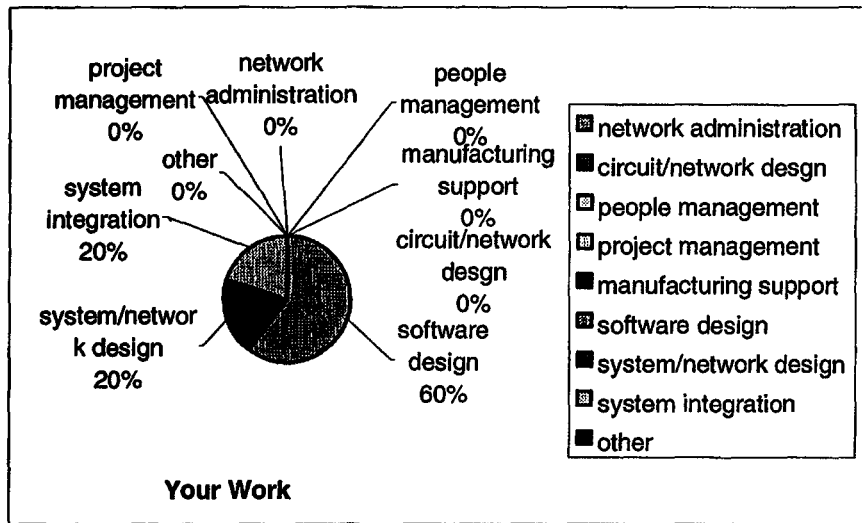 project
management
0%
network
administration
0%
people
management
0%
other
0%
manufacturing
support
0%
system
integration
20%
circuit/network
desgn
0%
system/networ
k design
20%
software
design
60%
network administration
circuit/network desgn
people management
project management
manufacturing support
software design
system/network design
system integration
other
Your Work